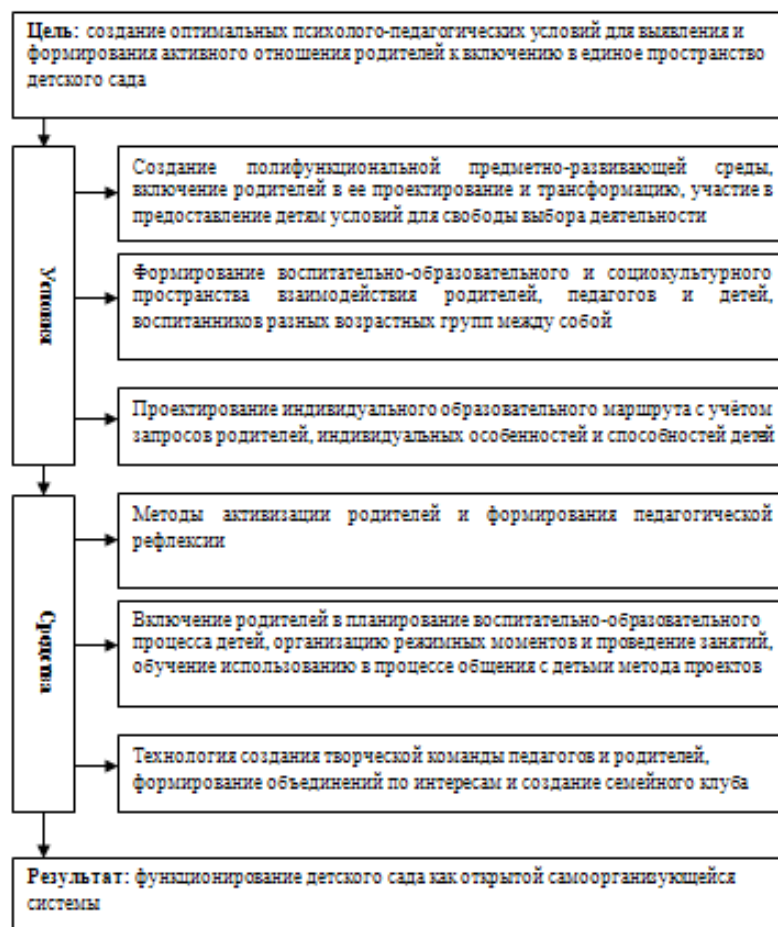 Цель: создание оптимальных психолого-педагогических условий для выявления и
формирования активного отношения родителей к включению в единое пространство
детского сада
Условия
Создание полифункциональной предметно-развивающей среды,
включение родителей в ее проектирование и трансформацию, участие в
предоставление детям условий для свободы выбора деятельности
Формирование воспитательно-образовательного и социокультурного
пространства взаимодействия родителей, педагогов и детей,
воспитанников разных возрастных групп между собой
Проектирование индивидуального образовательного маршрута с учётом
запросов родителей, индивидуальных особенностей и способностей детей
Средства
Методы активизации родителей и формирования педагогической
рефлексии
Включение родителей в планирование воспитательно-образовательного
процесса детей, организацию режимных моментов и проведение занятий,
обучение использованию в процессе общения с детьми метода проектов
Технология создания творческой команды педагогов и родителей,
формирование объединений по интересам и создание семейного клуба
Результат: функционирование детского сада как открытой самоорганизующейся
системы